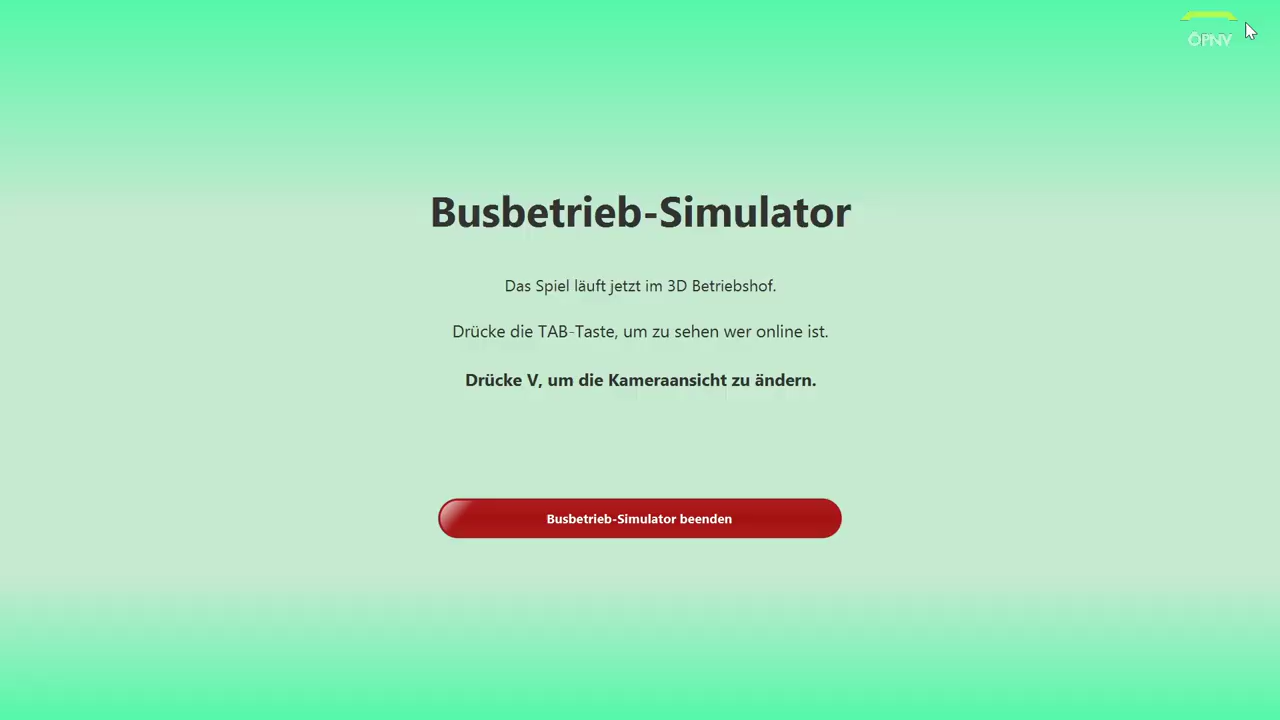 ÖPNV
Busbetrieb-Simulator
Das Spiel läuft jetzt im 3D Betriebshof.
Drücke die TAB-Taste, um zu sehen wer online ist.
Drücke V, um die Kameraansicht zu ändern.
Busbetrieb-Simulator beenden